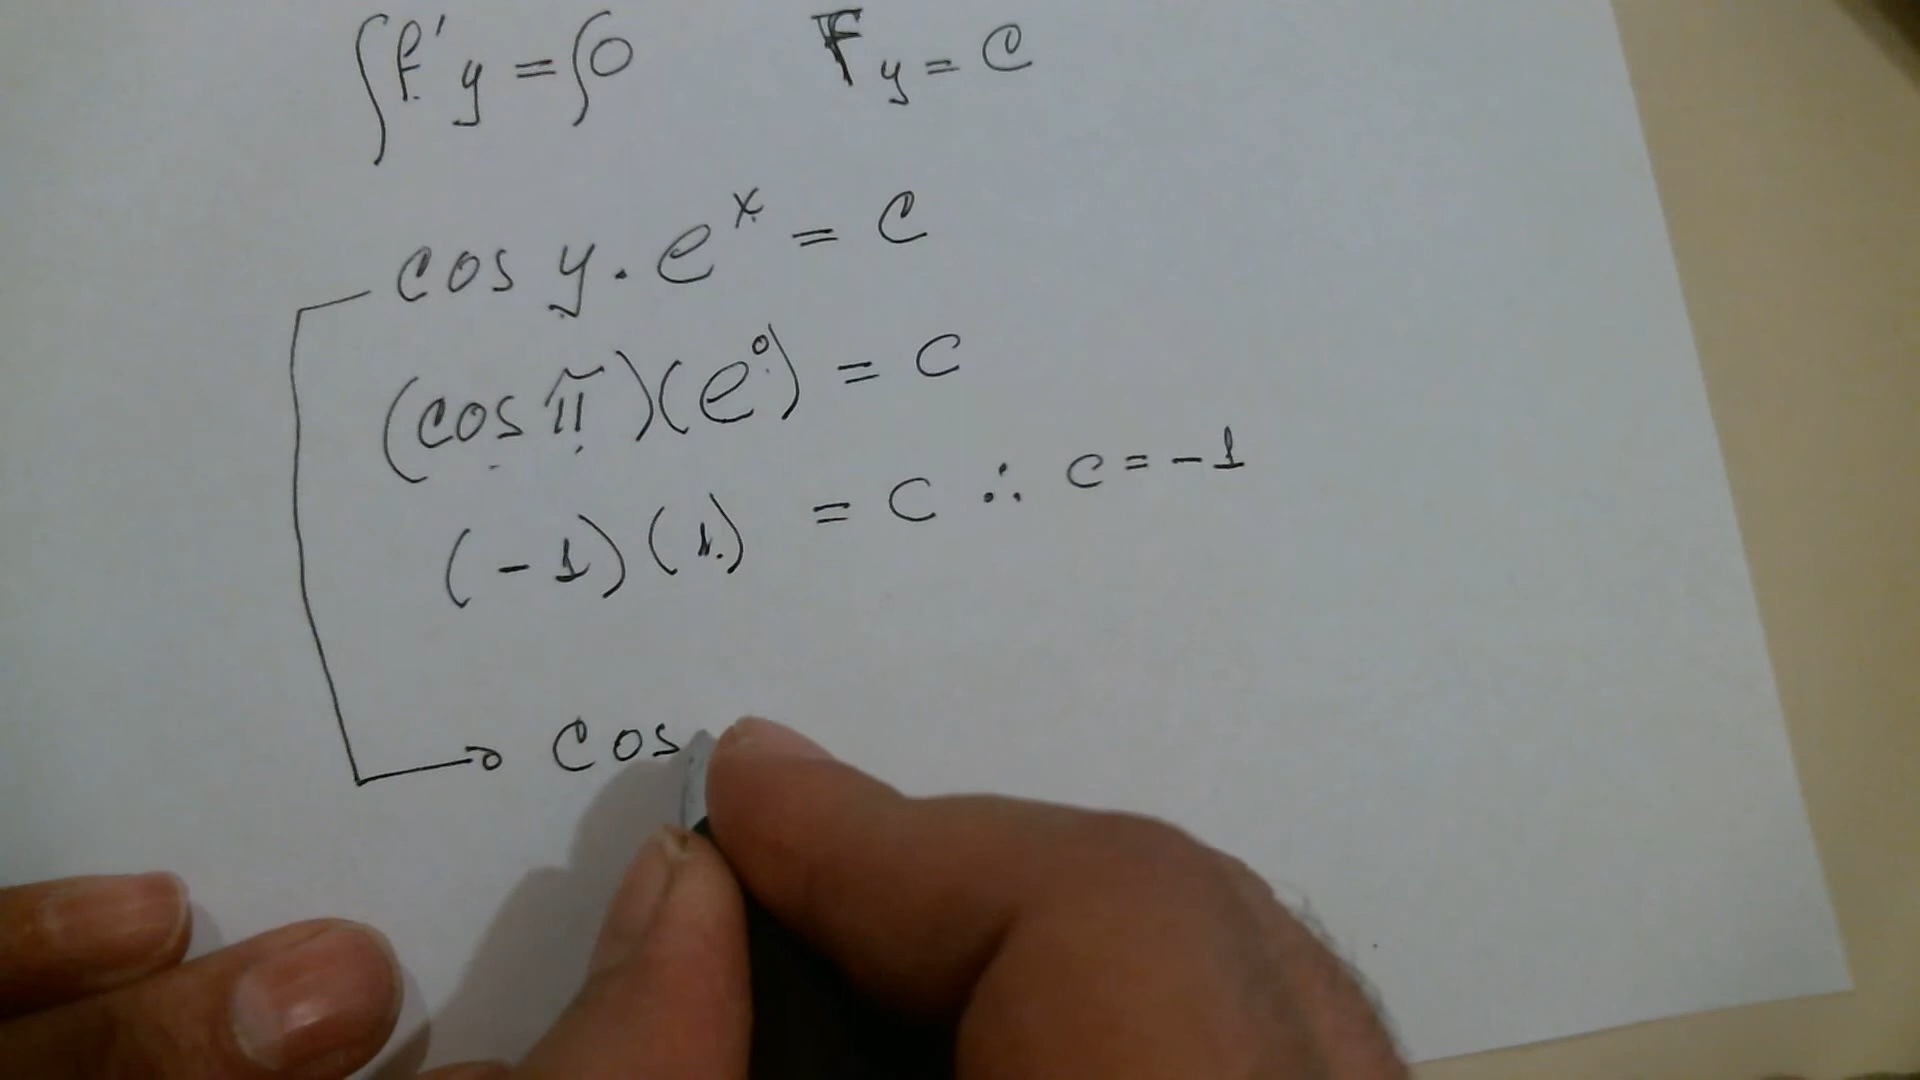 ∫f'y = ∫0 Fy = C
cos y . e^x = C
(cos π)(e^0) = C
(-1)(1) = C ∴ C = -1
cos